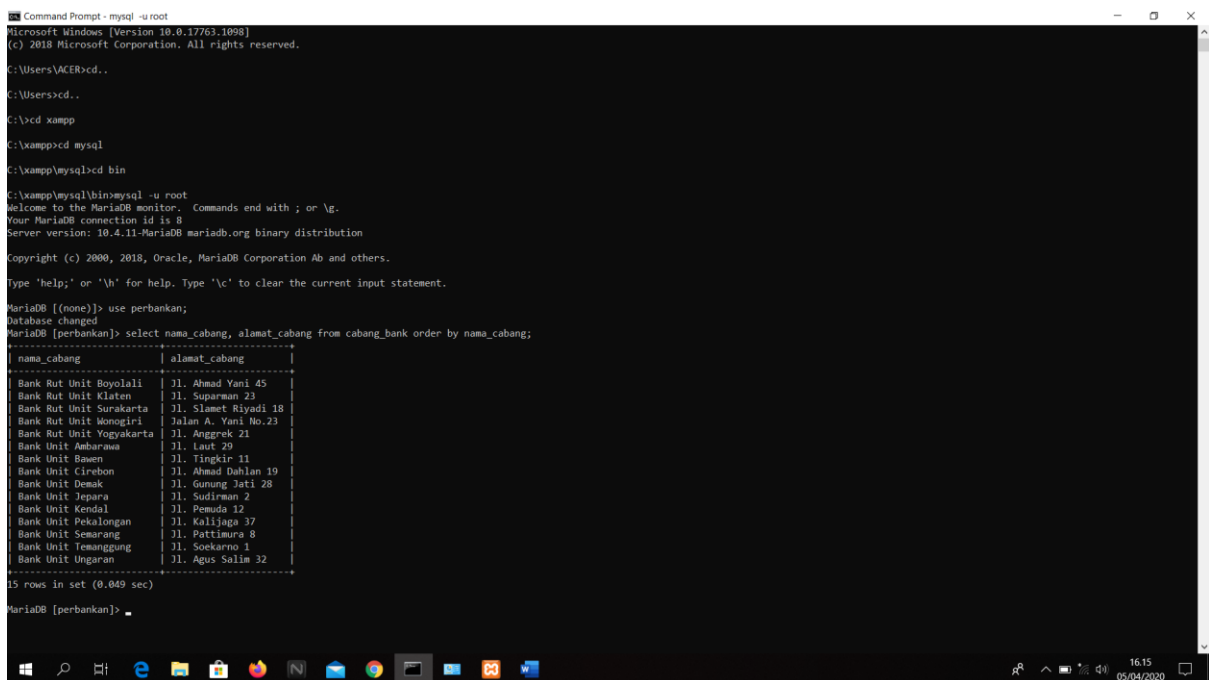 Command Prompt - mysql -u root
Microsoft Windows [Version 10.0.17763.1098]
(c) 2018 Microsoft Corporation. All rights reserved.
C:\Users\ACER>cd..
C:\Users>cd..
C:\>cd xampp
C:\xampp>cd mysql
C:\xampp\mysql>cd bin
C:\xampp\mysql\bin>mysql -u root
Welcome to the MariaDB monitor.  Commands end with ; or \g.
Your MariaDB connection id is 8
Server version: 10.4.11-MariaDB mariadb.org binary distribution
Copyright (c) 2000, 2018, Oracle, MariaDB Corporation Ab and others.
Type 'help;' or '\h' for help. Type '\c' to clear the current input statement.
MariaDB [(none)]> use perbankan;
Database changed
MariaDB [perbankan]> select nama_cabang, alamat_cabang from cabang_bank order by nama_cabang;
+-------------------------+----------------------+
| nama_cabang             | alamat_cabang        |
+-------------------------+----------------------+
| Bank Rut Unit Boyolali  | Jl. Ahmad Yani 45    |
| Bank Rut Unit Klaten    | Jl. Suparman 23      |
| Bank Rut Unit Surakarta | Jl. Slamet Riyadi 18 |
| Bank Rut Unit Wonogiri  | Jalan A. Yani No.23  |
| Bank Rut Unit Yogyakarta | Jl. Anggrek 21       |
| Bank Unit Ambarawa      | Jl. Laut 29          |
| Bank Unit Bawen         | Jl. Tingkir 11       |
| Bank Unit Cirebon       | Jl. Ahmad Dahlan 19  |
| Bank Unit Demak         | Jl. Gunung Jati 28   |
| Bank Unit Jepara        | Jl. Sudirman 2       |
| Bank Unit Kendal        | Jl. Pemuda 12        |
| Bank Unit Pekalongan    | Jl. Kalijaga 37      |
| Bank Unit Semarang      | Jl. Pattimura 8      |
| Bank Unit Temanggung    | Jl. Soekarno 1       |
| Bank Unit Ungaran       | Jl. Agus Salim 32    |
+-------------------------+----------------------+
15 rows in set (0.049 sec)
MariaDB [perbankan]> _
16.15
05/04/2020